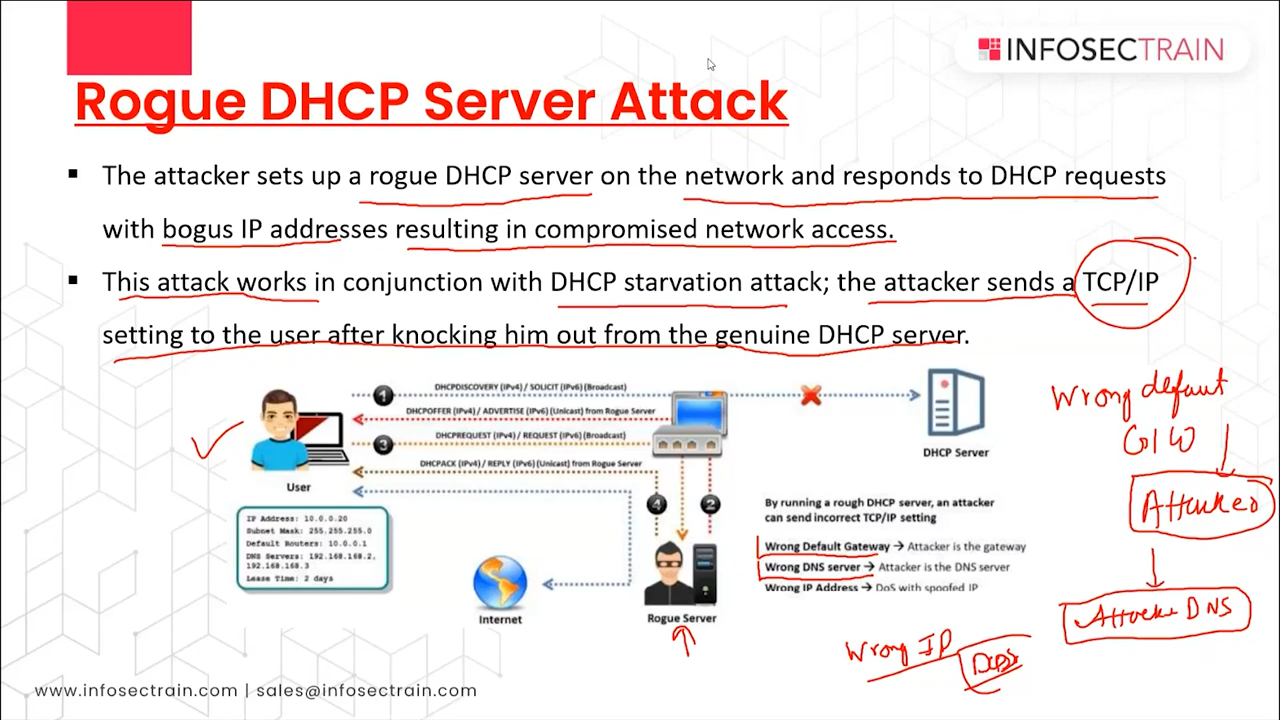 INFOSECTRAIN
Rogue DHCP Server Attack
▪ The attacker sets up a rogue DHCP server on the network and responds to DHCP requests
with bogus IP addresses resulting in compromised network access.
▪ This attack works in conjunction with DHCP starvation attack; the attacker sends a TCP/IP
setting to the user after knocking him out from the genuine DHCP server.
1
DHCPDISCOVERY (IPv4) / SOLICIT (IPv6) (Broadcast)
DHCPOFFER (IPv4) / ADVERTISE (IPv6) (Unicast) from Rogue Server
3
DHCPREQUEST (IPv4) / REQUEST (IPv6) (Broadcast)
DHCPACK (IPv4) / REPLY (IPv6) (Unicast) from Rogue Server
User
DHCP Server
4
2
IP Address: 10.0.0.20
Subnet Mask: 255.255.255.0
Default Routers: 10.0.0.1
DNS Servers: 192.168.168.2,
192.168.168.3
Lease Time: 2 days
Internet
Rogue Server
By running a rough DHCP server, an attacker
can send incorrect TCP/IP setting
Wrong Default Gateway → Attacker is the gateway
Wrong DNS server → Attacker is the DNS server
Wrong IP Address → DoS with spoofed IP
Wrong default
G/W
Attacker
Attacker DNS
Wrong IP
www.infosectrain.com | sales@infosectrain.com